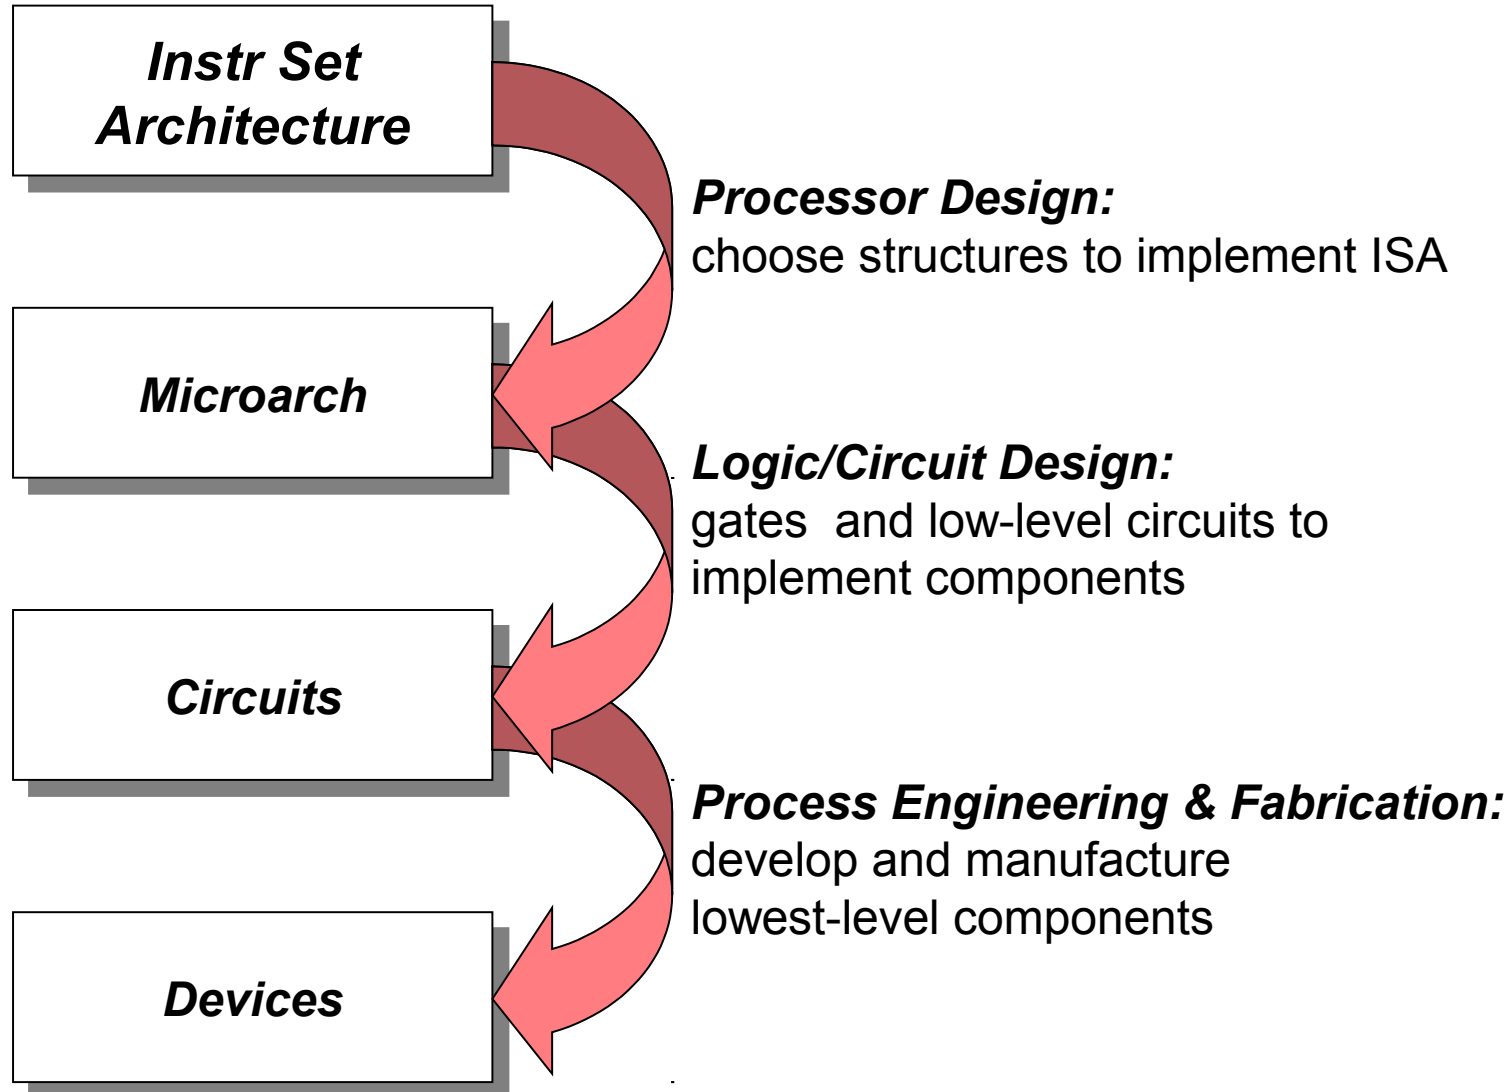 Instr Set
Architecture
Processor Design:
choose structures to implement ISA
Microarch
Logic/Circuit Design:
gates  and low-level circuits to
implement components
Circuits
Process Engineering & Fabrication:
develop and manufacture
lowest-level components
Devices